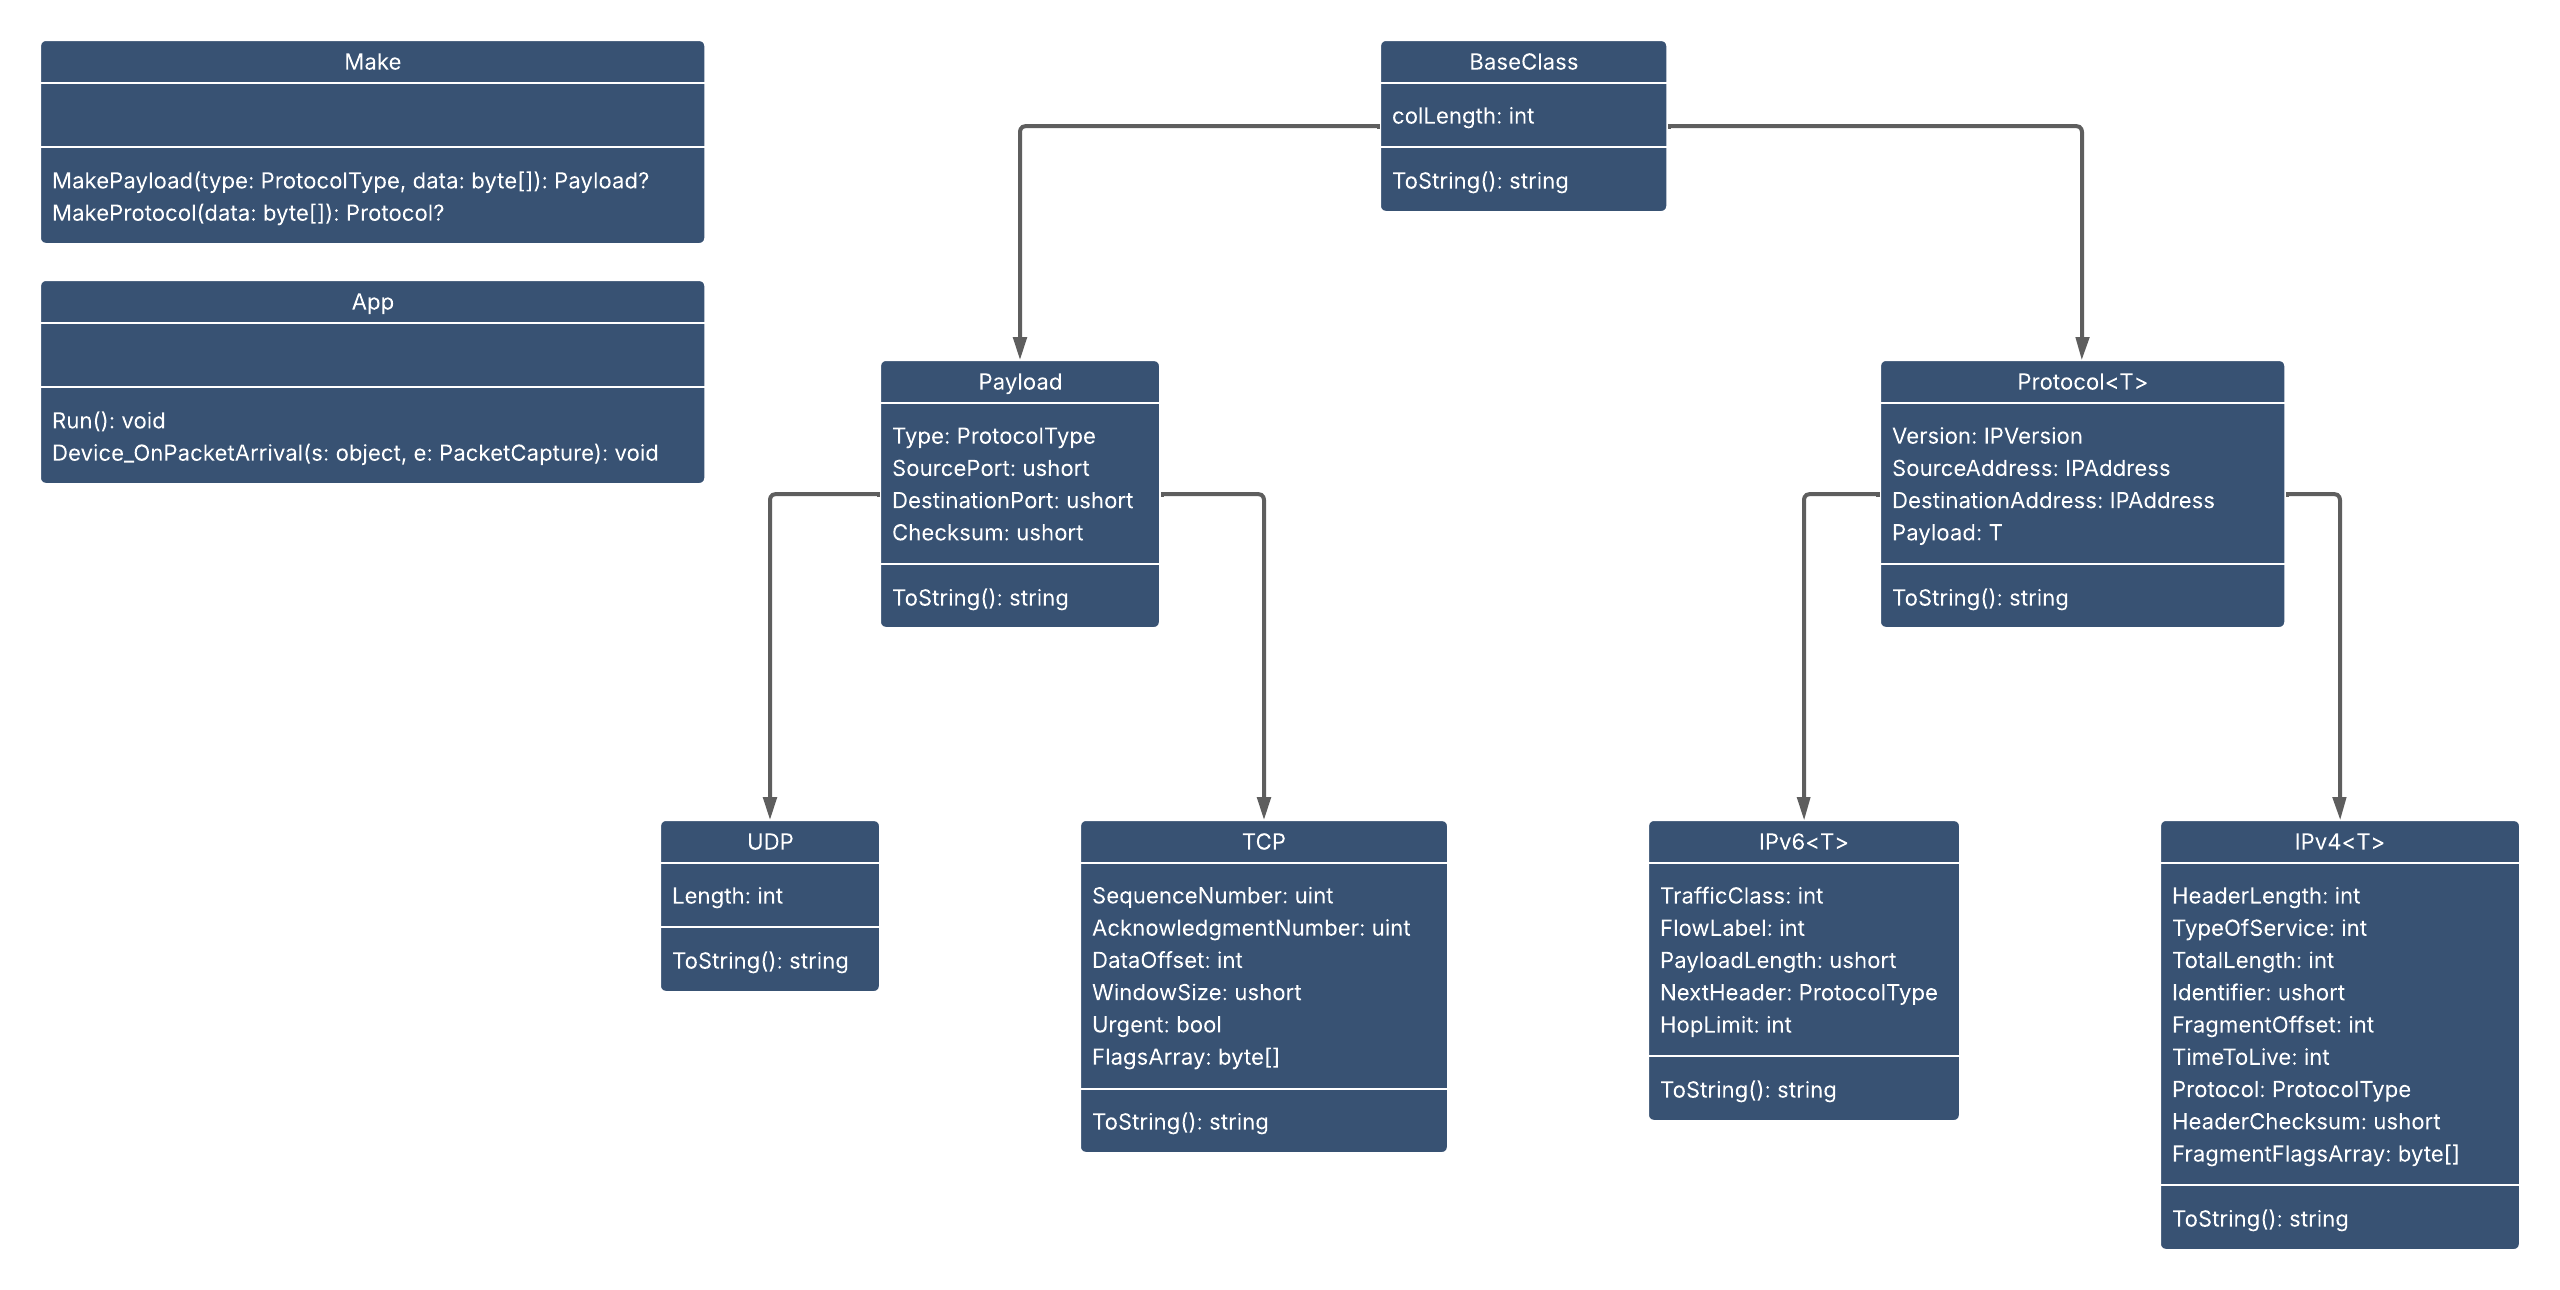 Make
MakePayload(type: ProtocolType, data: byte[]): Payload?
MakeProtocol(data: byte[]): Protocol?
App
Run(): void
Device_OnPacketArrival(s: object, e: PacketCapture): void
BaseClass
colLength: int
ToString(): string
Payload
Type: ProtocolType
SourcePort: ushort
DestinationPort: ushort
Checksum: ushort
ToString(): string
Protocol<T>
Version: IPVersion
SourceAddress: IPAddress
DestinationAddress: IPAddress
Payload: T
ToString(): string
UDP
Length: int
ToString(): string
TCP
SequenceNumber: uint
AcknowledgmentNumber: uint
DataOffset: int
WindowSize: ushort
Urgent: bool
FlagsArray: byte[]
ToString(): string
IPv6<T>
TrafficClass: int
FlowLabel: int
PayloadLength: ushort
NextHeader: ProtocolType
HopLimit: int
ToString(): string
IPv4<T>
HeaderLength: int
TypeOfService: int
TotalLength: int
Identifier: ushort
FragmentOffset: int
TimeToLive: int
Protocol: ProtocolType
HeaderChecksum: ushort
FragmentFlagsArray: byte[]
ToString(): string